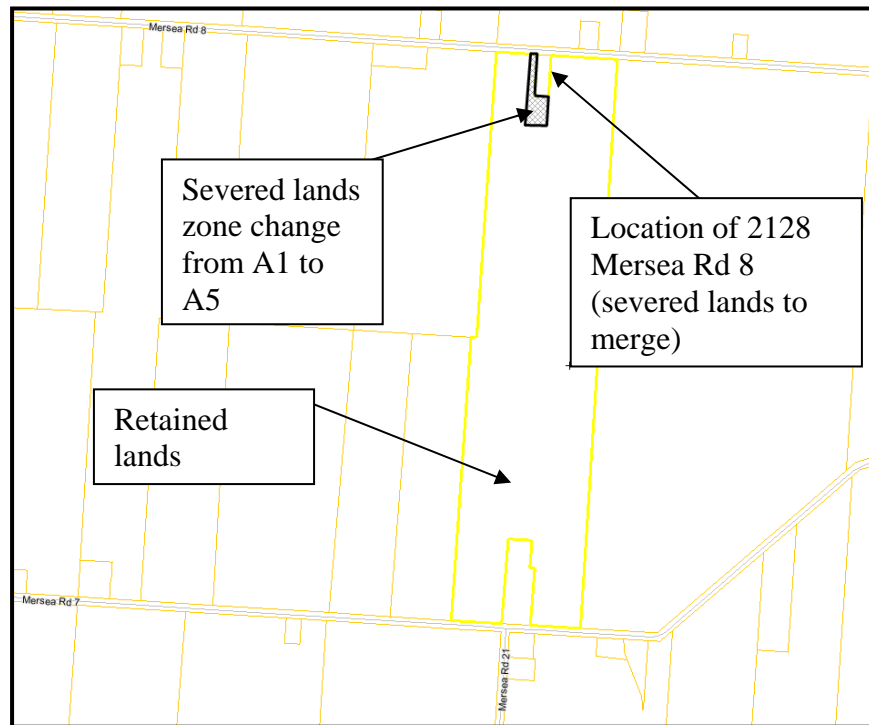 Mersea Rd 8
Severed lands
zone change
from A1 to
A5
Location of 2128
Mersea Rd 8
(severed lands to
merge)
Retained
lands
Mersea Rd 7
Mersea Rd 21